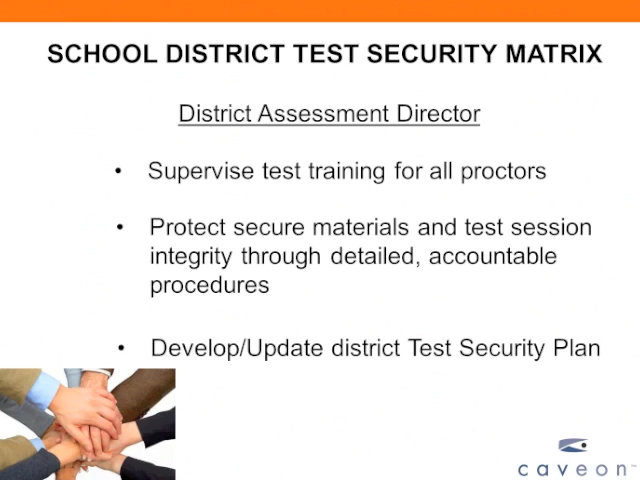 SCHOOL DISTRICT TEST SECURITY MATRIX
District Assessment Director
• Supervise test training for all proctors
• Protect secure materials and test session
integrity through detailed, accountable
procedures
• Develop/Update district Test Security Plan
caveon™